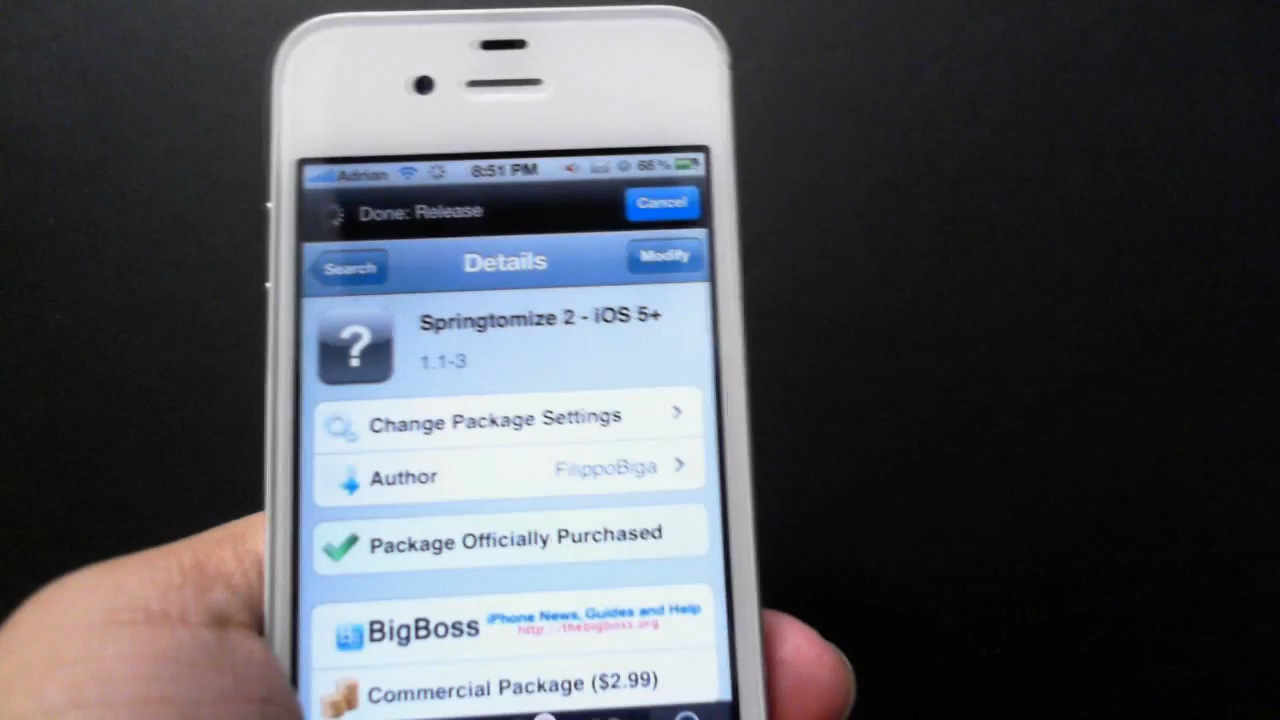 Adrian 8:51 PM 68%
Done: Release Cancel
Search Details Modify
?
Springtomize 2 - iOS 5+
1.1-3
Change Package Settings
Author FilippoBiga
Package Officially Purchased
BigBoss iPhone News, Guides and Help
http://thebigboss.org
Commercial Package ($2.99)